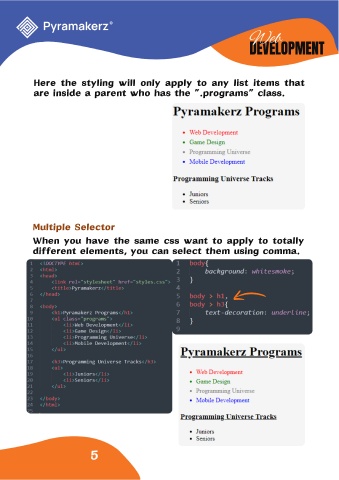 Pyramakerz®
Web
DEVELOPMENT
Here the styling will only apply to any list items that
are inside a parent who has the ".programs" class.
Pyramakerz Programs
• Web Development
• Game Design
• Programming Universe
• Mobile Development
Programming Universe Tracks
• Juniors
• Seniors
Multiple Selector
When you have the same css want to apply to totally
different elements, you can select them using comma.
1 <!DOCTYPE html>
2 <html>
3 <head>
4 <link rel="stylesheet" href="styles.css">
5 <title>Pyramakerz</title>
6 </head>
7
8 <body>
9 <h1>Pyramakerz Programs</h1>
10 <ul class="programs">
11 <li>Web Development</li>
12 <li>Game Design</li>
13 <li>Programming Universe</li>
14 <li>Mobile Development</li>
15 </ul>
16
17 <h3>Programming Universe Tracks</h3>
18 <ul>
19 <li>Juniors</li>
20 <li>Seniors</li>
21 </ul>
22
23 </body>
24 </html>
25
1 body{
2 background: whitesmoke;
3 }
4
5 body > h1,
6 body > h3{
7 text-decoration: underline;
8 }
9
Pyramakerz Programs
• Web Development
• Game Design
• Programming Universe
• Mobile Development
Programming Universe Tracks
• Juniors
• Seniors
5